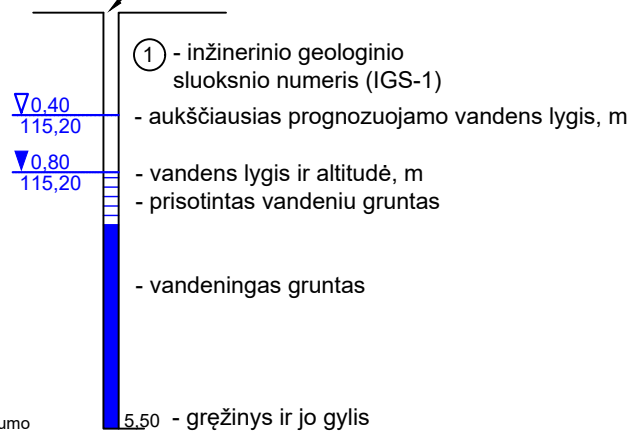 1 - inžinerinio geologinio
sluoksnio numeris (IGS-1)
0,40
115,20
- aukščiausias prognozuojamo vandens lygis, m
0,80
115,20
- vandens lygis ir altitudė, m
- prisotintas vandeniu gruntas
- vandeningas gruntas
umo
5,50 - gręžinys ir jo gylis